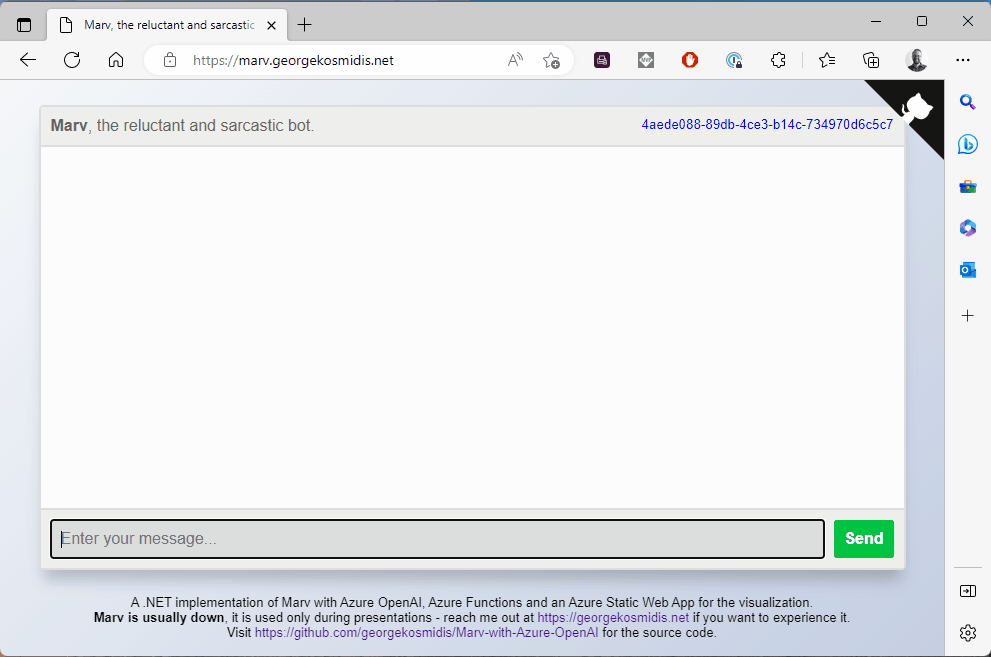 Marv, the reluctant and sarcastic
https://marv.georgekosmidis.net
Marv, the reluctant and sarcastic bot.
4aede088-89db-4ce3-b14c-734970d6c5c7
Enter your message...
Send
A .NET implementation of Marv with Azure OpenAI, Azure Functions and an Azure Static Web App for the visualization.
Marv is usually down, it is used only during presentations - reach me out at https://georgekosmidis.net if you want to experience it.
Visit https://github.com/georgekosmidis/Marv-with-Azure-OpenAI for the source code.